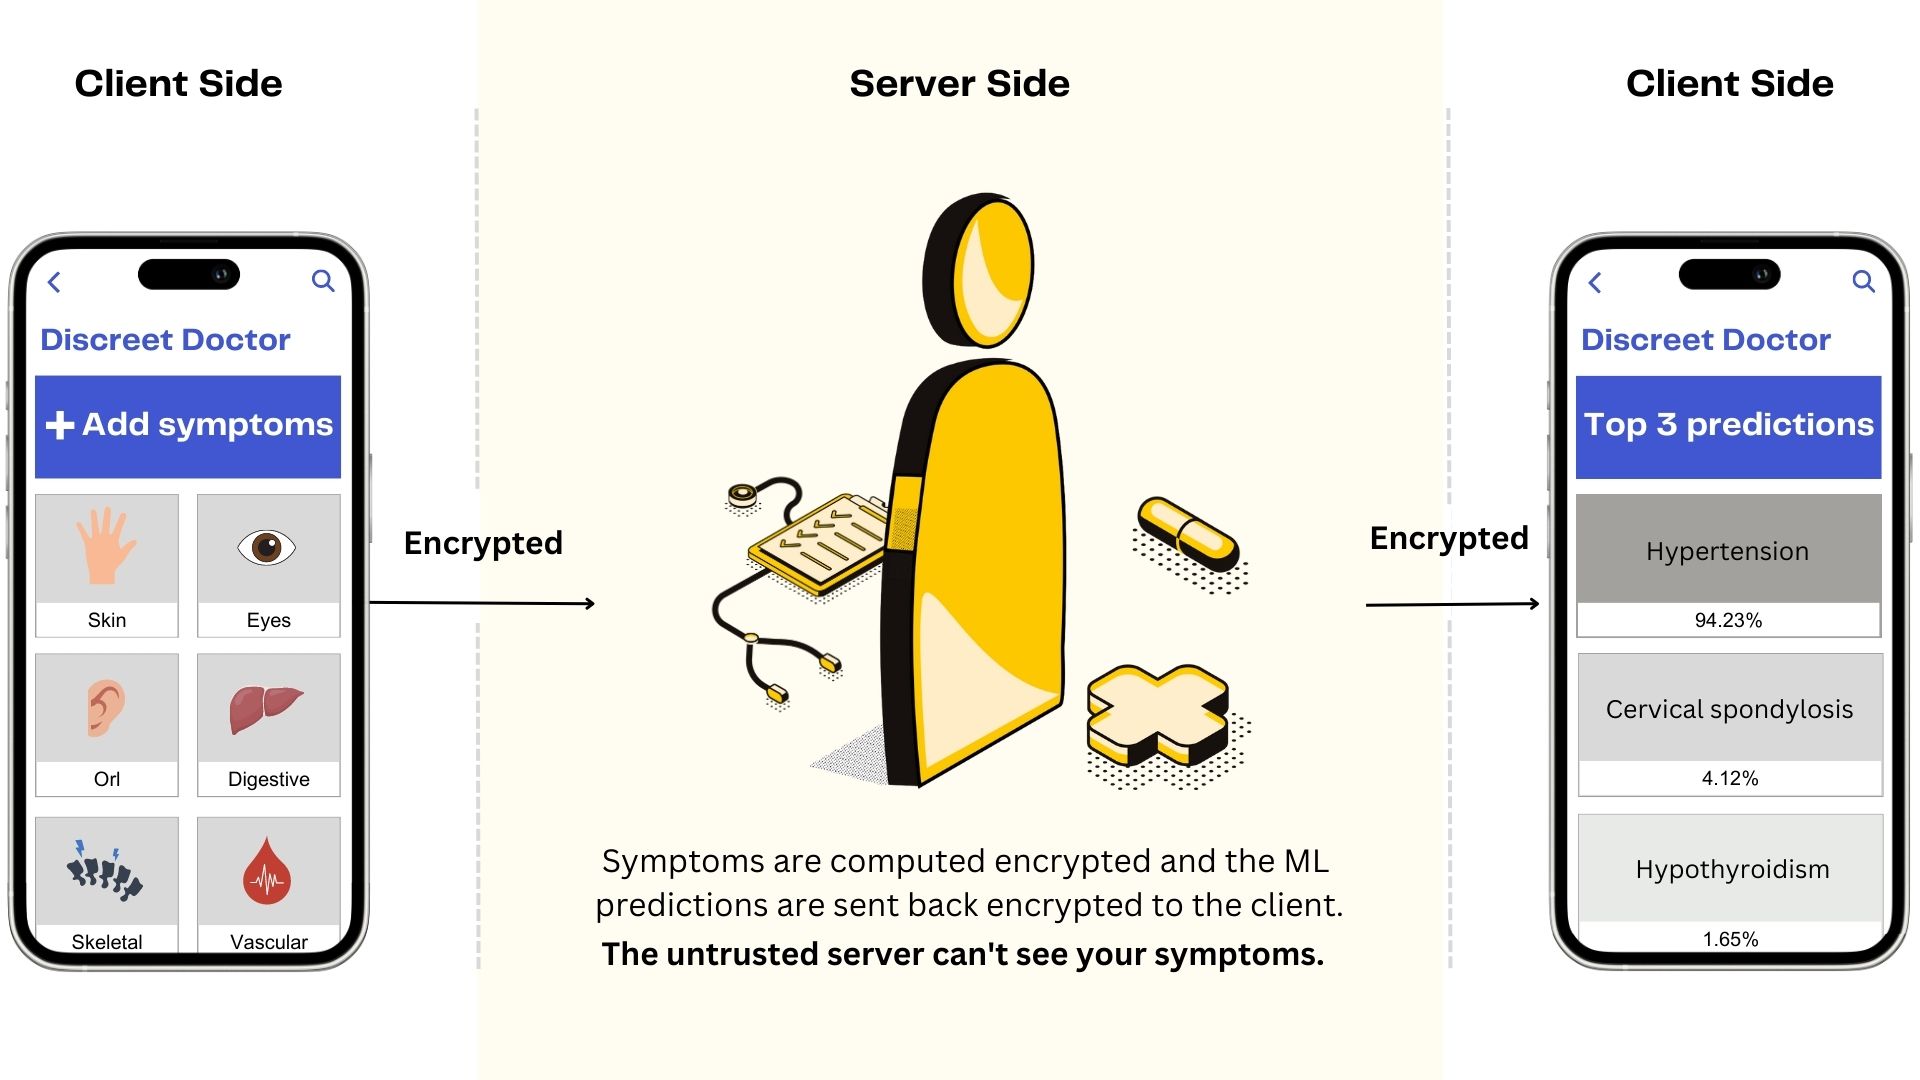 Client Side
Server Side
Client Side
Discreet Doctor
Add symptoms
Skin
Eyes
Orl
Digestive
Skeletal
Vascular
Encrypted
Symptoms are computed encrypted and the ML
predictions are sent back encrypted to the client.
The untrusted server can't see your symptoms.
Encrypted
Discreet Doctor
Top 3 predictions
Hypertension
94.23%
Cervical spondylosis
4.12%
Hypothyroidism
1.65%